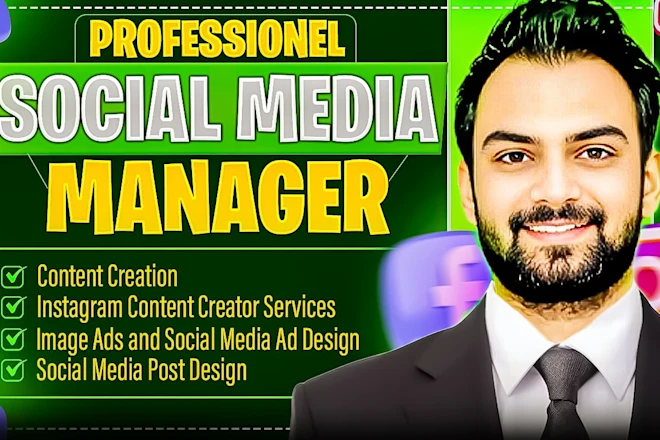 PROFESSIONEL
SOCIAL MEDIA
MANAGER
Content Creation
Instagram Content Creator Services
Image Ads and Social Media Ad Design
Social Media Post Design